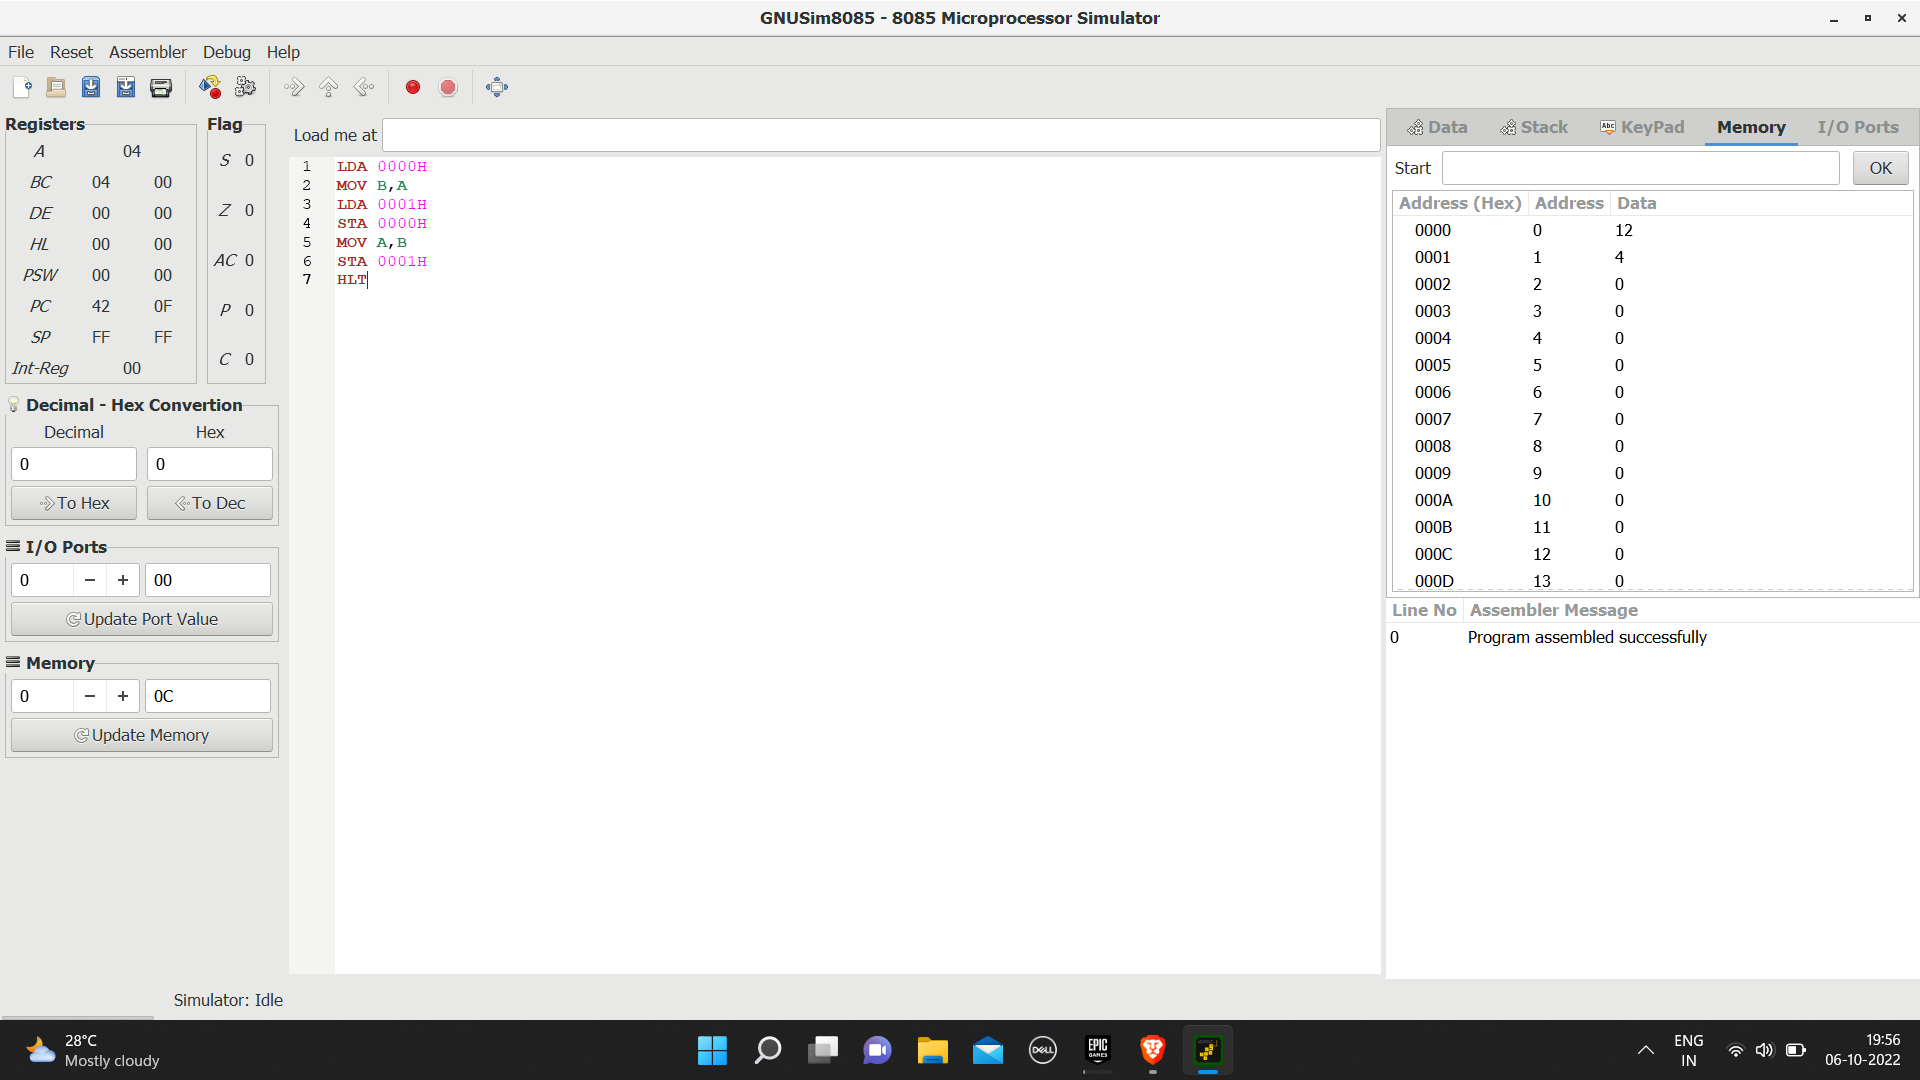 GNUSim8085 - 8085 Microprocessor Simulator
File Reset Assembler Debug Help
Registers
A 04
BC 04 00
DE 00 00
HL 00 00
PSW 00 00
PC 42 0F
SP FF FF
Int-Reg 00
Flag
S 0
Z 0
AC 0
P 0
C 0
Decimal - Hex Convertion
Decimal Hex
0 0
To Hex To Dec
I/O Ports
0 − + 00
Update Port Value
Memory
0 − + 0C
Update Memory
Load me at
1 LDA 0000H
2 MOV B,A
3 LDA 0001H
4 STA 0000H
5 MOV A,B
6 STA 0001H
7 HLT
Data Stack Abc KeyPad Memory I/O Ports
Start OK
Address (Hex) Address Data
0000 0 12
0001 1 4
0002 2 0
0003 3 0
0004 4 0
0005 5 0
0006 6 0
0007 7 0
0008 8 0
0009 9 0
000A 10 0
000B 11 0
000C 12 0
000D 13 0
Line No Assembler Message
0 Program assembled successfully
Simulator: Idle
28°C
Mostly cloudy
DELL
EPIC
GAMES
ENG
IN
19:56
06-10-2022